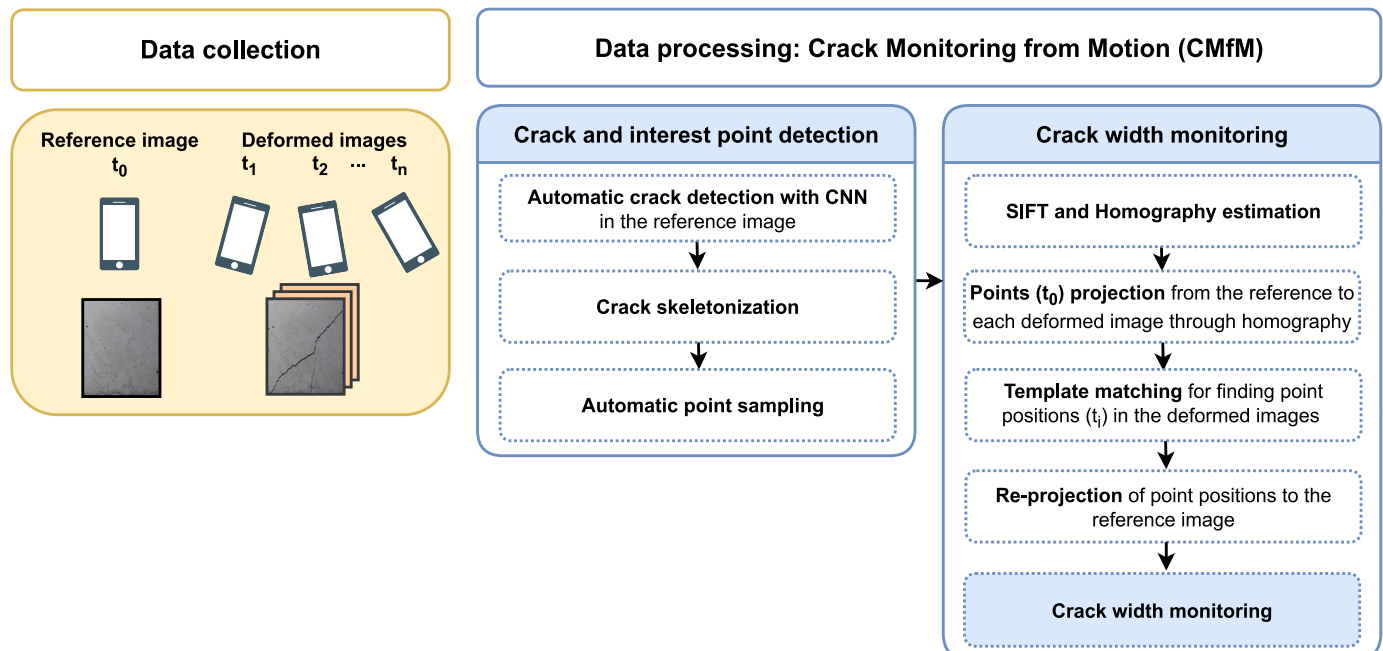 Data collection
Data processing: Crack Monitoring from Motion (CMfM)
Reference image
t0
Deformed images
t1 t2 ... tn
Crack and interest point detection
Automatic crack detection with CNN
in the reference image
Crack skeletonization
Automatic point sampling
Crack width monitoring
SIFT and Homography estimation
Points (t0) projection from the reference to
each deformed image through homography
Template matching for finding point
positions (ti) in the deformed images
Re-projection of point positions to the
reference image
Crack width monitoring